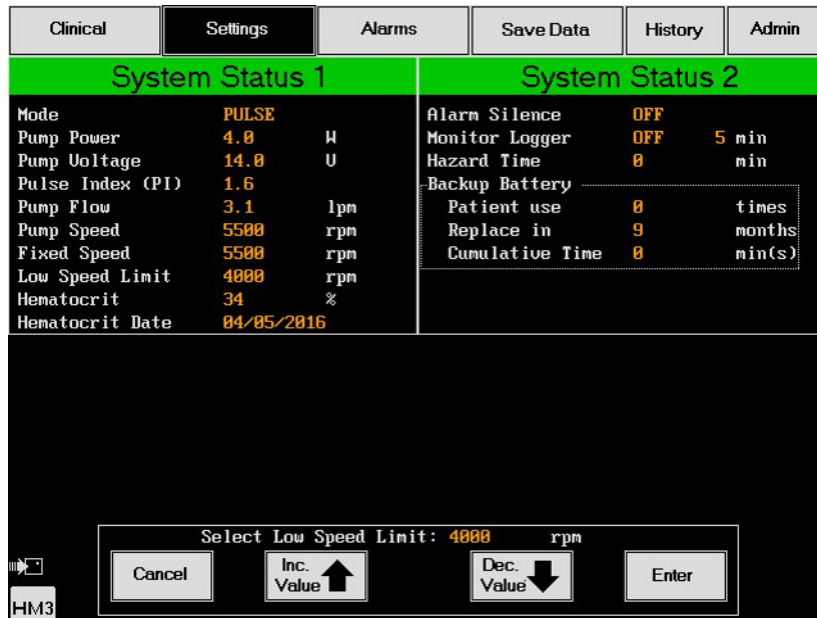 Clinical Settings Alarms Save Data History Admin
System Status 1
Mode PULSE
Pump Power 4.0 W
Pump Voltage 14.0 V
Pulse Index (PI) 1.6
Pump Flow 3.1 lpm
Pump Speed 5500 rpm
Fixed Speed 5500 rpm
Low Speed Limit 4000 rpm
Hematocrit 34 %
Hematocrit Date 04/05/2016
System Status 2
Alarm Silence OFF
Monitor Logger OFF 5 min
Hazard Time 0 min
Backup Battery
Patient use 0 times
Replace in 9 months
Cumulative Time 0 min(s)
Select Low Speed Limit: 4000 rpm
Cancel
Inc.
Value
Dec.
Value
Enter
HM3